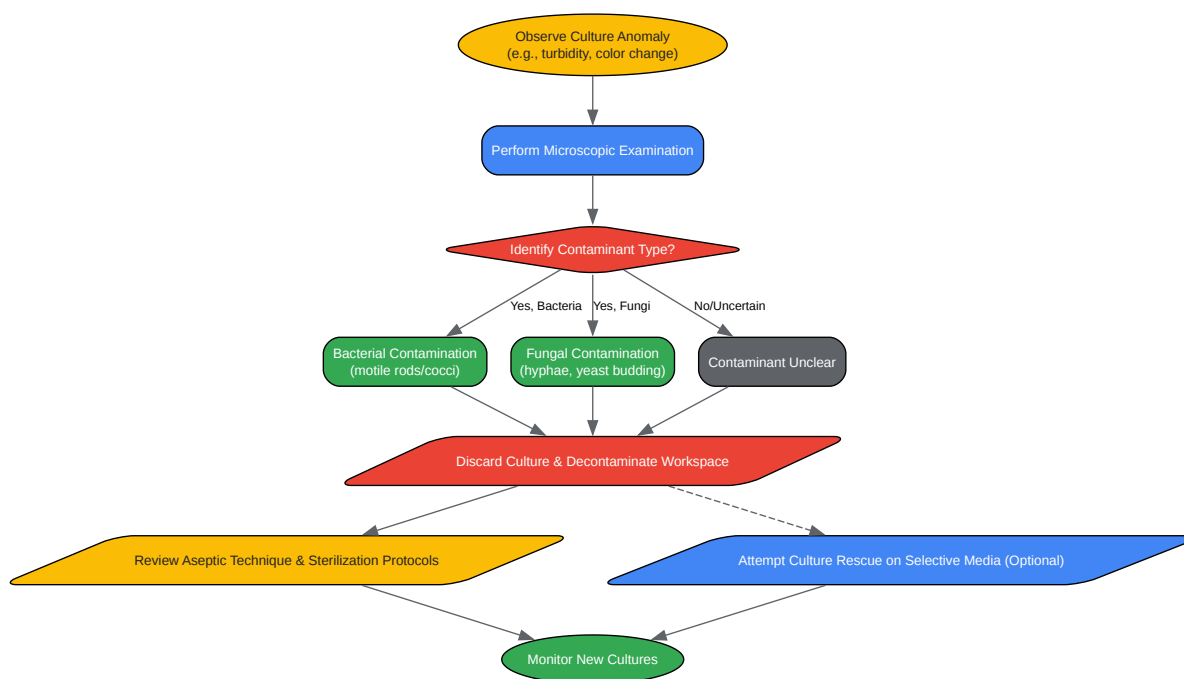 Observe Culture Anomaly
(e.g., turbidity, color change)
Perform Microscopic Examination
Identify Contaminant Type?
Yes, Bacteria
Yes, Fungi
No/Uncertain
Bacterial Contamination
(motile rods/cocci)
Fungal Contamination
(hyphae, yeast budding)
Contaminant Unclear
Discard Culture & Decontaminate Workspace
Review Aseptic Technique & Sterilization Protocols
Attempt Culture Rescue on Selective Media (Optional)
Monitor New Cultures